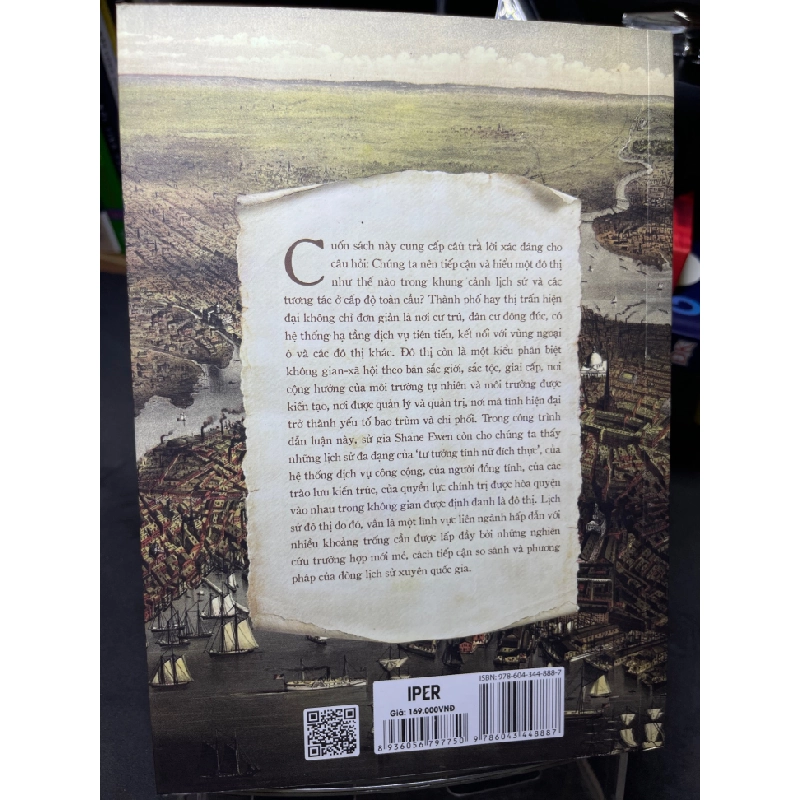 Cuốn sách này cung cấp câu trả lời xác đáng cho
câu hỏi: Chúng ta nên tiếp cận và hiểu một đô thị
như thế nào trong khung cảnh lịch sử và các
tương tác ở cấp độ toàn cầu? Thành phố hay thị trấn hiện
đại không chỉ đơn giản là nơi cư trú, dân cư đông đúc, có
hệ thống hạ tầng dịch vụ tiên tiến, kết nối với vùng ngoại
ô và các đô thị khác. Đô thị còn là một kiểu phân biệt
không gian-xã hội theo bản sắc giới, sắc tộc, giai cấp, nơi
cộng hưởng của môi trường tự nhiên và môi trường được
kiến tạo, nơi được quản lý và quản trị, nơi mà tính hiện đại
trở thành yếu tố bao trùm và chi phối. Trong công trình
dẫn luận này, sử gia Shane Ewen còn cho chúng ta thấy
những lịch sử đa dạng của 'tư tưởng tính nữ đích thực', của
hệ thống dịch vụ công cộng, của người đồng tính, của các
trào lưu kiến trúc, của quyền lực chính trị được hòa quyện
vào nhau trong không gian được định danh là đô thị. Lịch
sử đô thị do đó, vẫn là một lĩnh vực liên ngành hấp dẫn với
nhiều khoảng trống cần được lấp đầy bởi những nghiên
cứu trường hợp mới mẻ, cách tiếp cận so sánh và phương
pháp của dòng lịch sử xuyên quốc gia.
IPER
Giá: 169.000VNĐ
8 936056 797750
ISBN: 978-604-344-888-7
9 786043 448887